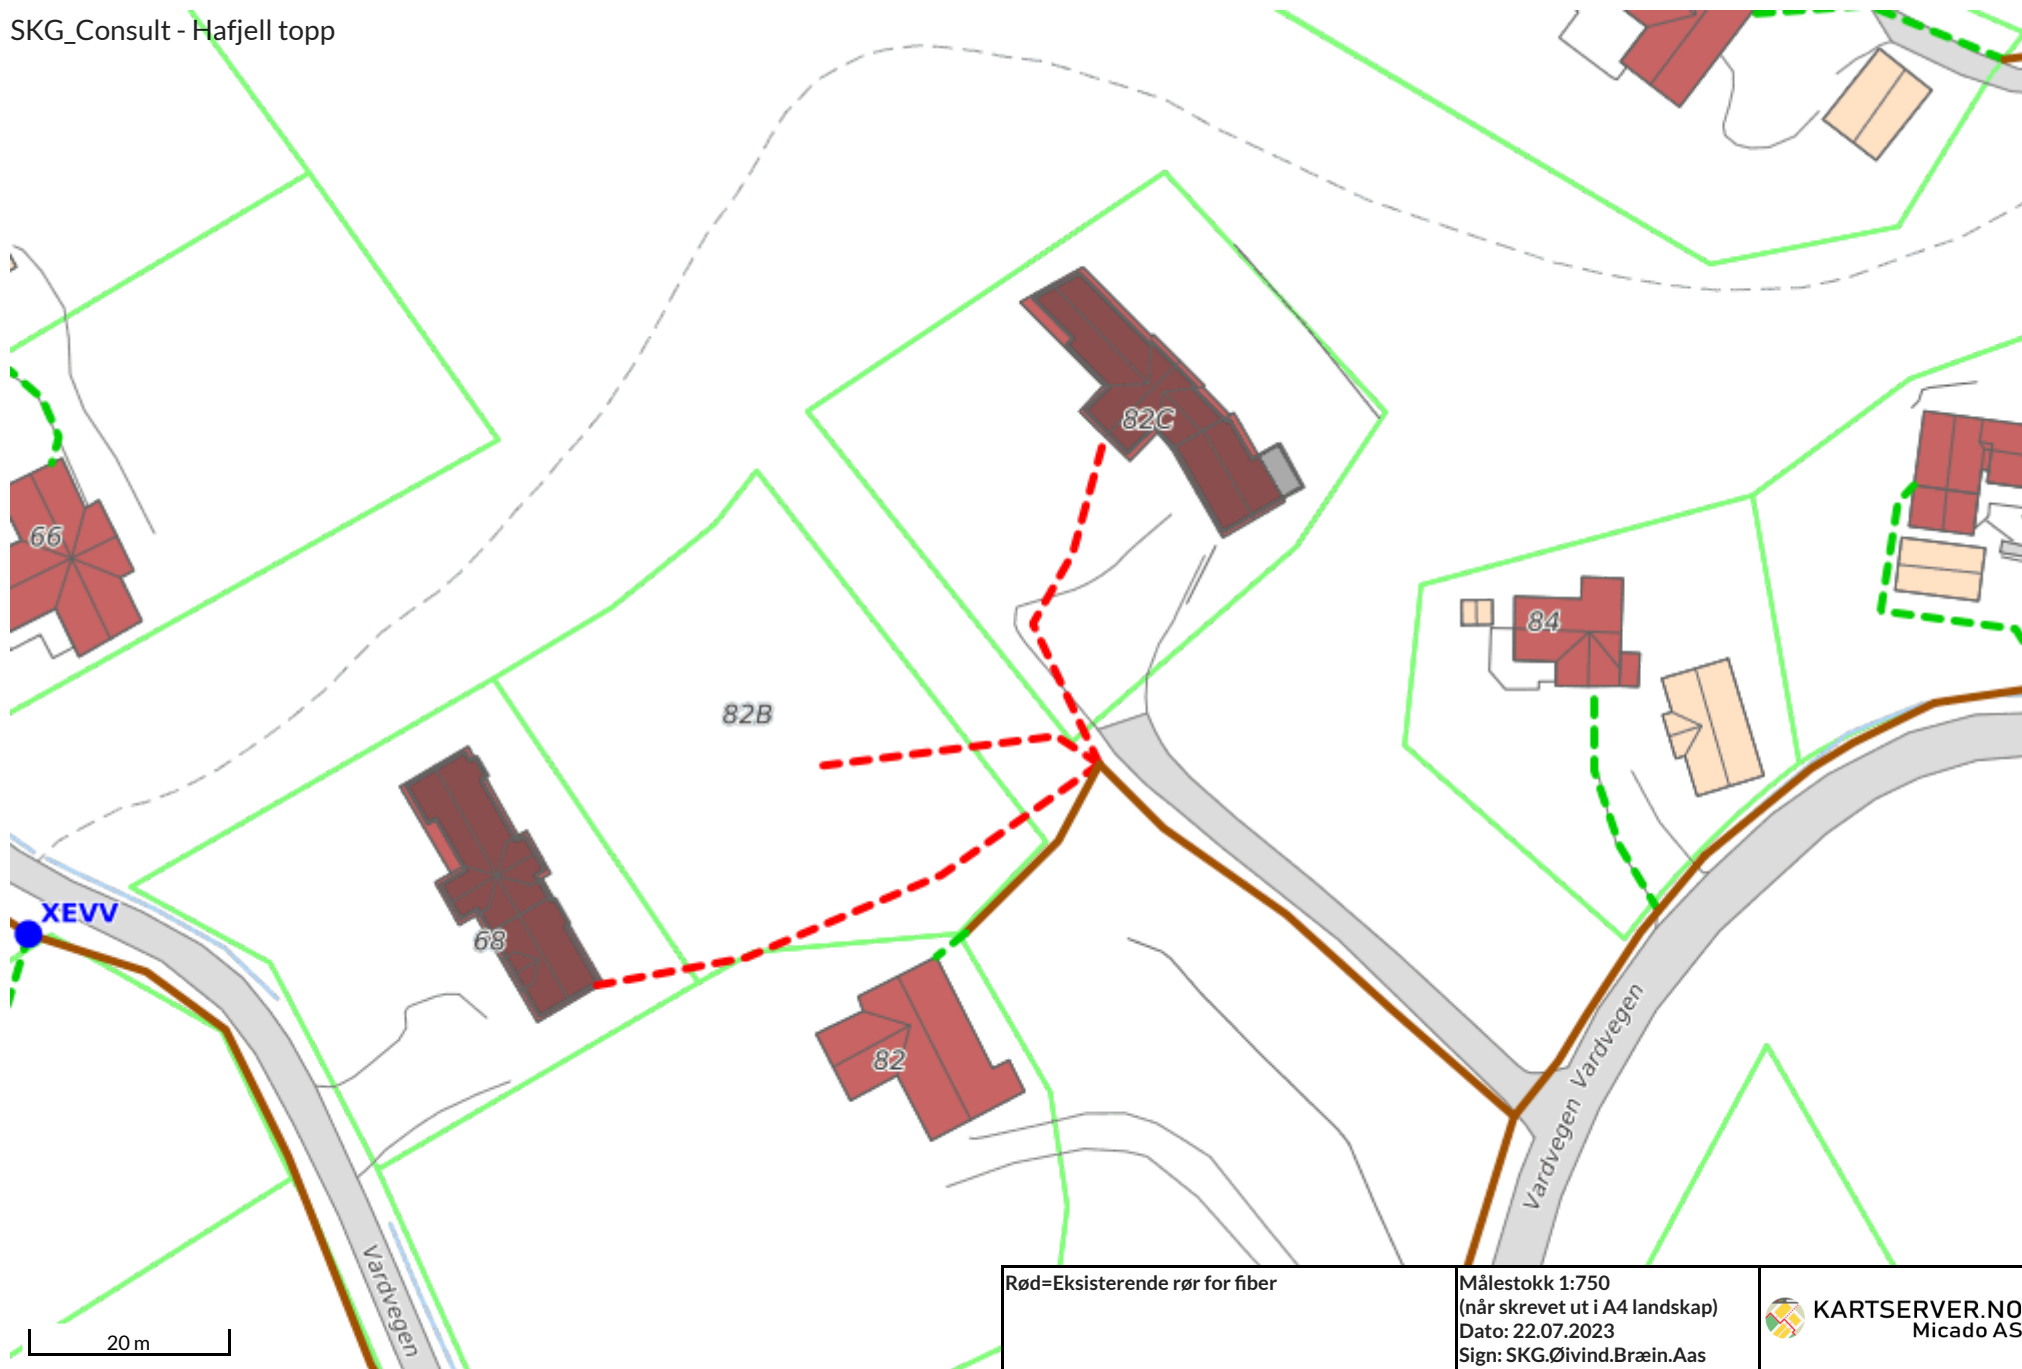 SKG_Consult - Hafjell topp
82C
66
84
82B
XEVV
68
82
Vardvegen
Vardvegen
Vardvegen
20 m
Rød=Eksisterende rør for fiber
Målestokk 1:750
(når skrevet ut i A4 landskap)
Dato: 22.07.2023
Sign: SKG.Øivind.Bræin.Aas
KARTSERVER.NO
Micado AS